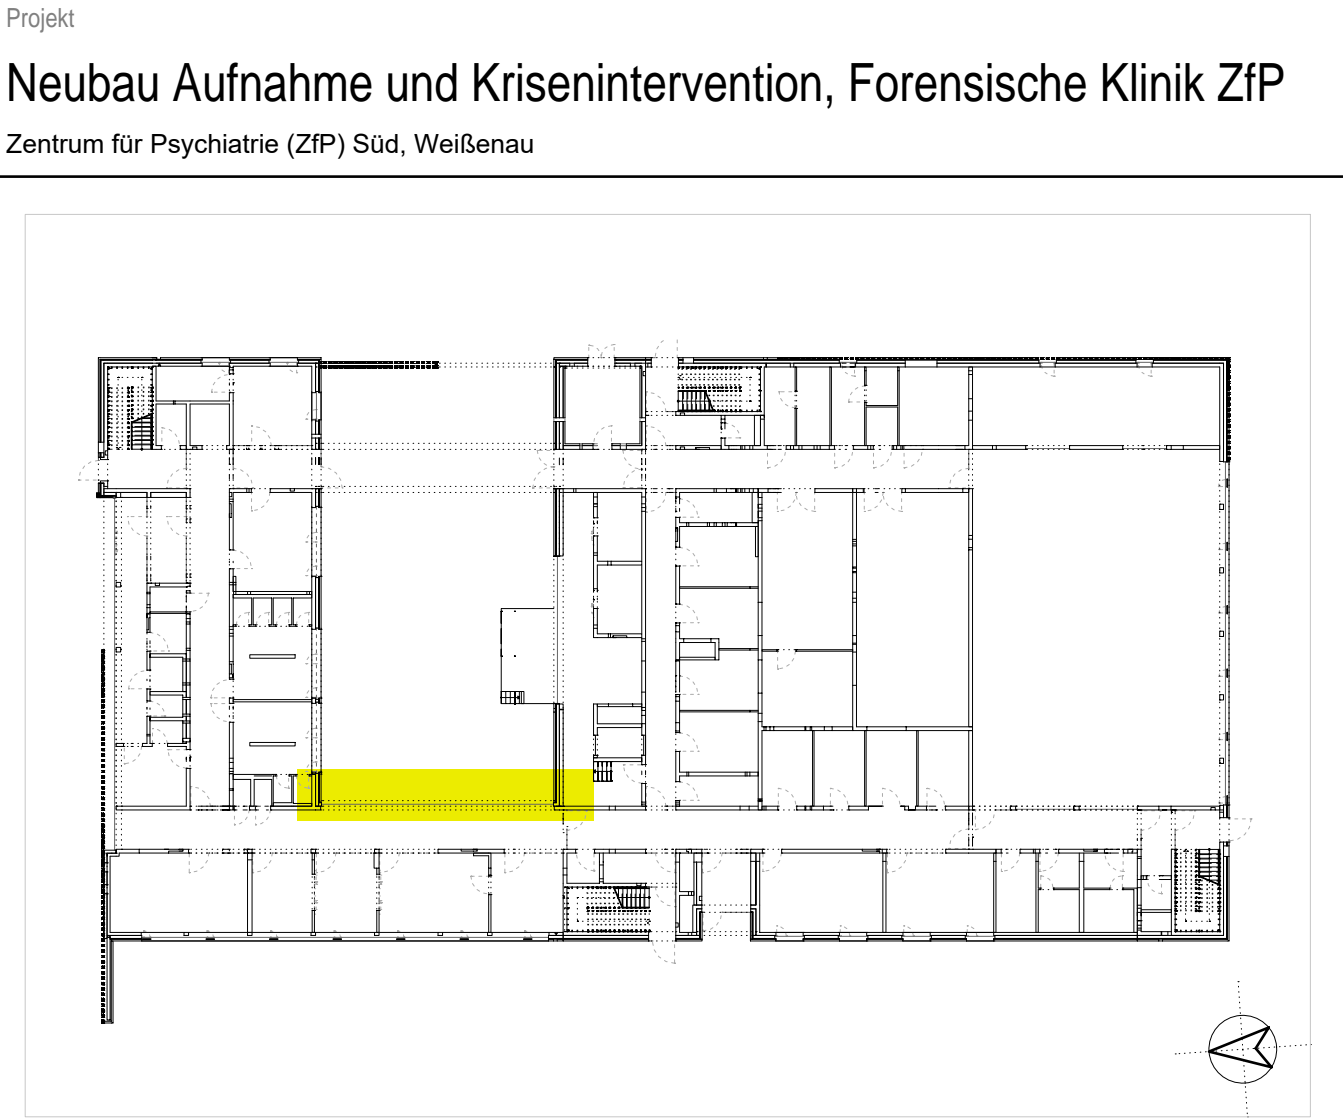 Projekt
Neubau Aufnahme und Krisenintervention, Forensische Klinik ZfP
Zentrum für Psychiatrie (ZfP) Süd, Weißenau